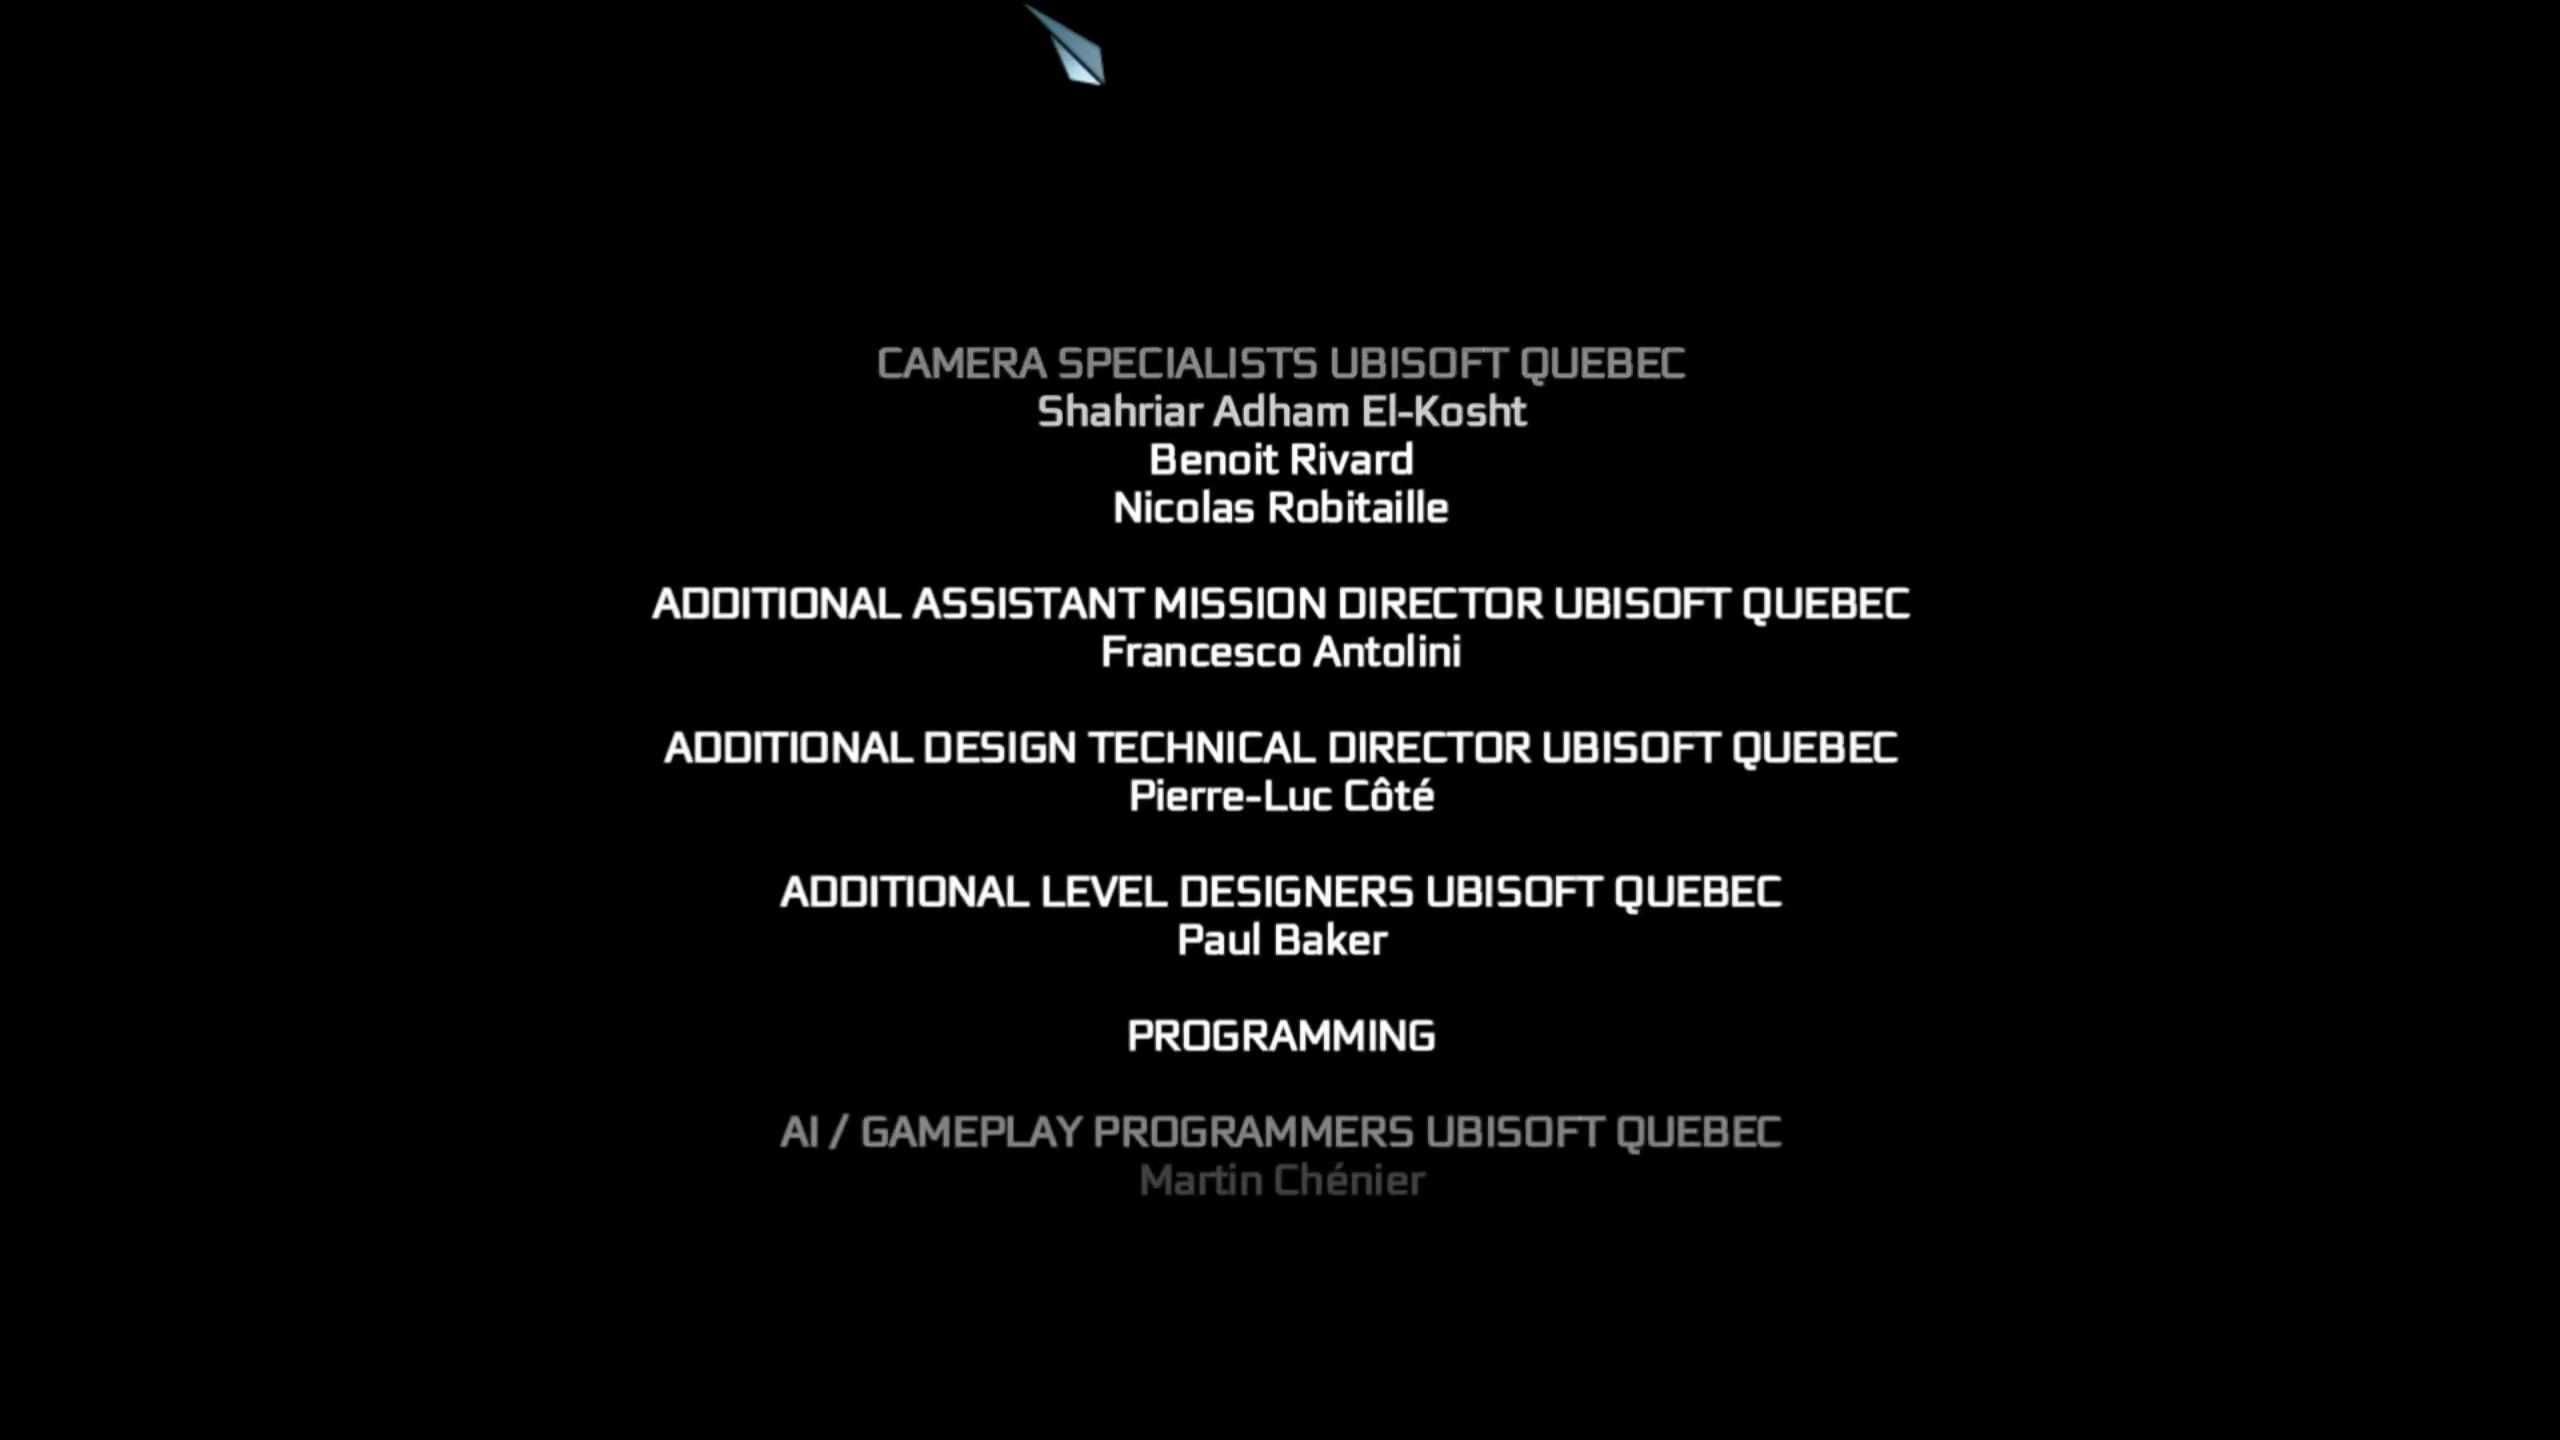 CAMERA SPECIALISTS UBISOFT QUEBEC
Shahriar Adham El-Kosht
Benoit Rivard
Nicolas Robitaille
ADDITIONAL ASSISTANT MISSION DIRECTOR UBISOFT QUEBEC
Francesco Antolini
ADDITIONAL DESIGN TECHNICAL DIRECTOR UBISOFT QUEBEC
Pierre-Luc Côté
ADDITIONAL LEVEL DESIGNERS UBISOFT QUEBEC
Paul Baker
PROGRAMMING
AI / GAMEPLAY PROGRAMMERS UBISOFT QUEBEC
Martin Chénier